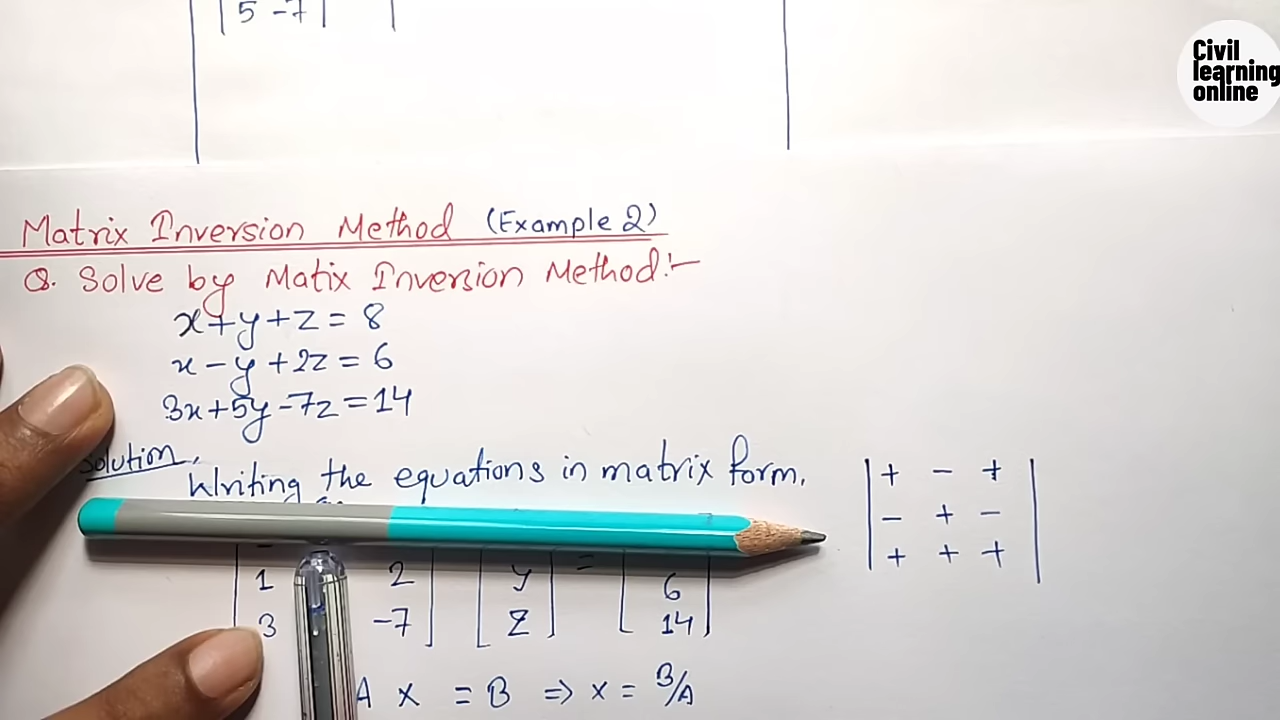 5 -7
Civil
learning
online
Matrix Inversion Method (Example 2)
Q. Solve by Matix Inversion Method:-
x+y+z = 8
x-y+2z = 6
3x+5y-7z=14
Solution,
Writing the equations in matrix form,
+ - +
- + -
+ + +
1 2 y = 6
3 -7 z 14
A x = B => x = B/A